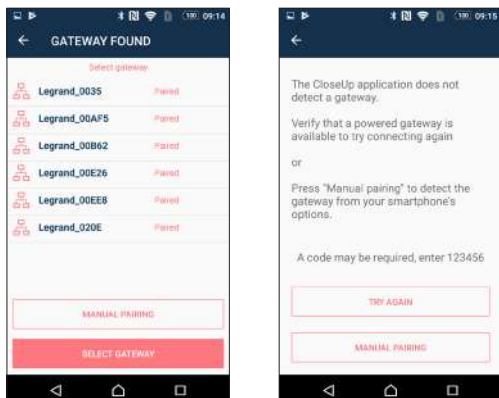 100 09:14
GATEWAY FOUND
Select gateway
Legrand_0035 Paired
Legrand_00AF5 Paired
Legrand_00B62 Paired
Legrand_00E26 Paired
Legrand_00EE8 Paired
Legrand_020E Paired
MANUAL PAIRING
SELECT GATEWAY
100 09:15
The CloseUp application does not
detect a gateway.
Verify that a powered gateway is
available to try connecting again
or
Press "Manual pairing" to detect the
gateway from your smartphone's
options.
A code may be required, enter 123456
TRY AGAIN
MANUAL PAIRING